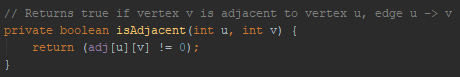 // Returns true if vertex v is adjacent to vertex u, edge u -> v
private boolean isAdjacent(int u, int v) {
    return (adj[u][v] != 0);
}